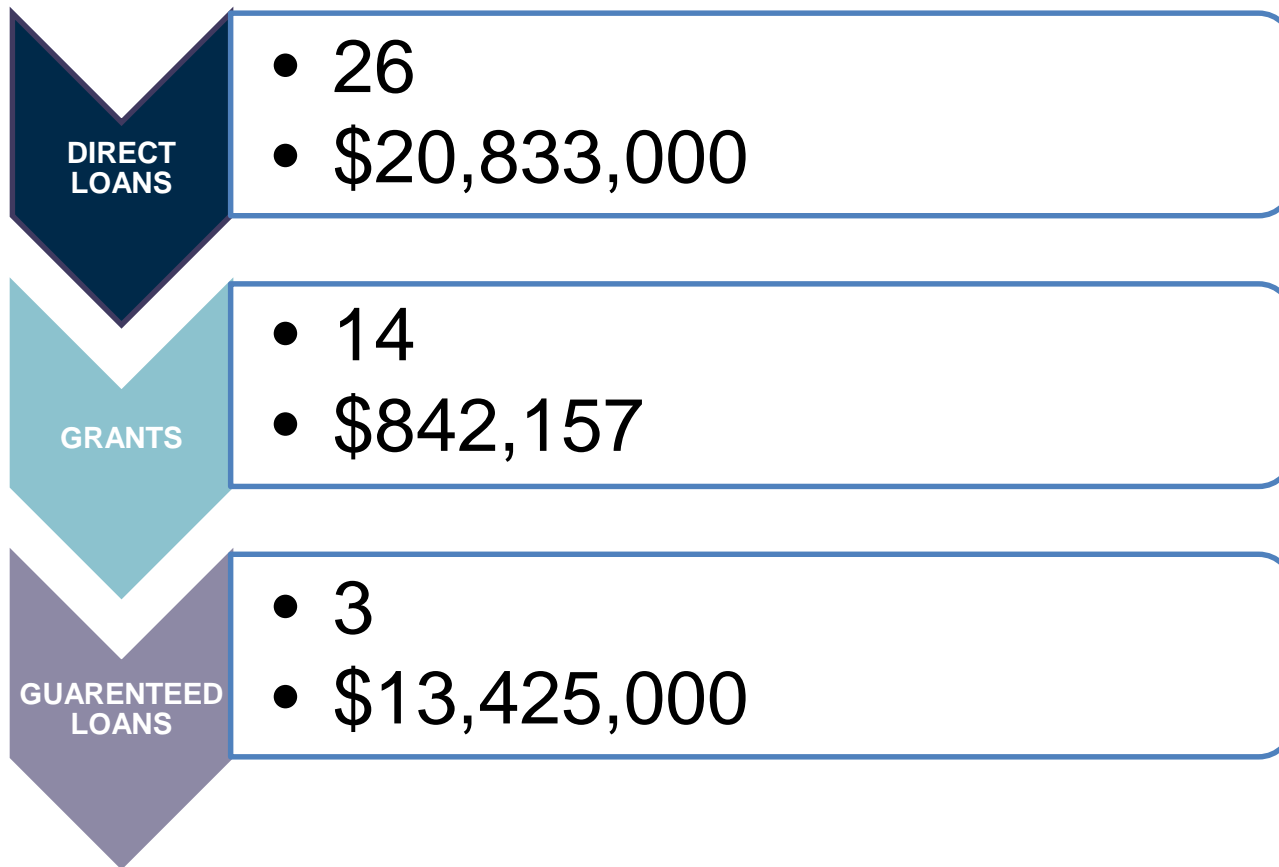 DIRECT
LOANS
• 26
• $20,833,000
GRANTS
• 14
• $842,157
GUARENTEED
LOANS
• 3
• $13,425,000